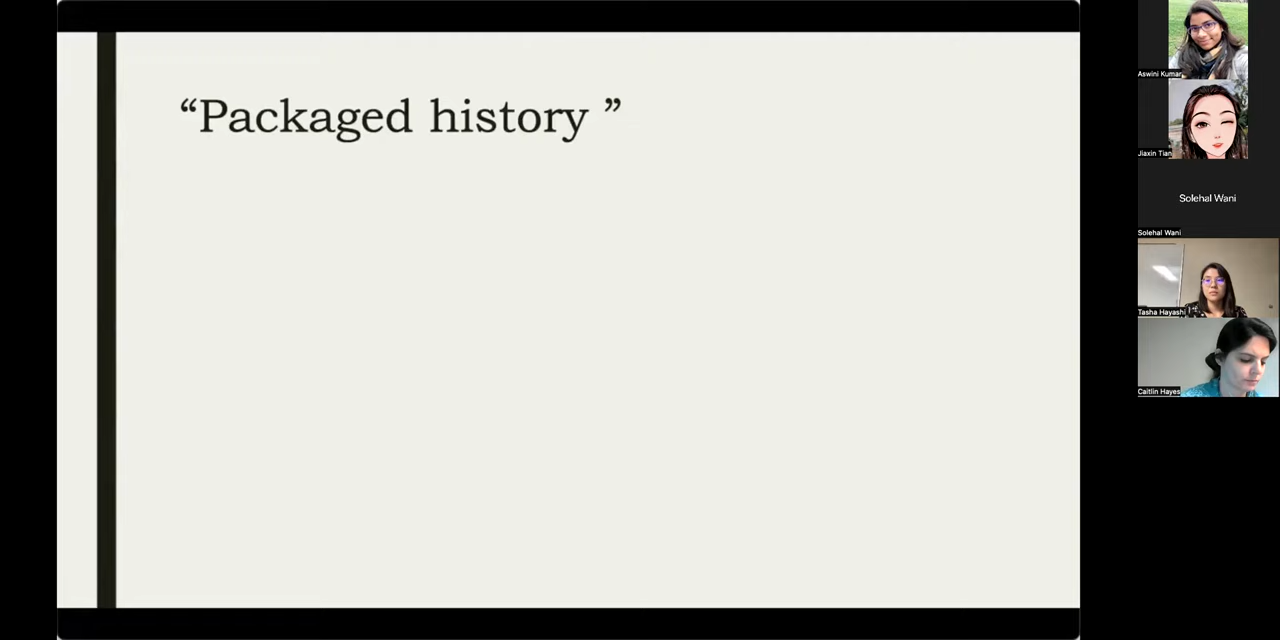 “Packaged history ”
Aswini Kumar
Jiaxin Tian
Solehal Wani
Solehal Wani
Tasha Hayashi
Caitlin Hayes